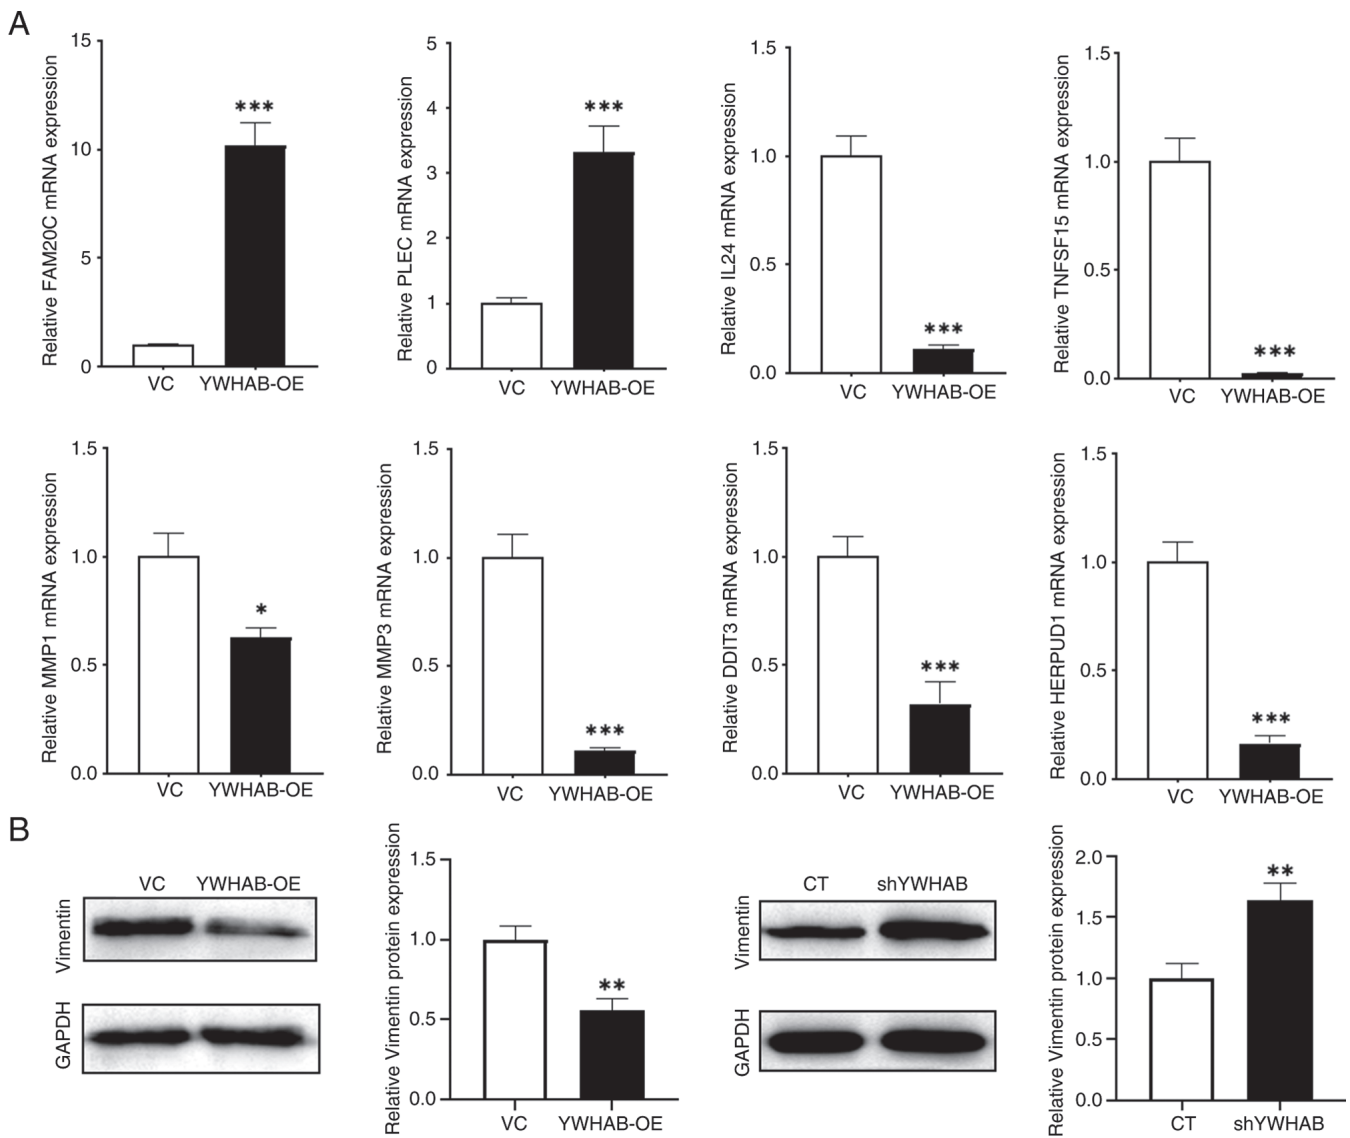 A
Relative FAM20C mRNA expression
15
10
5
0
***
VC YWHAB-OE
Relative PLEC mRNA expression
5
4
3
2
1
0
***
VC YWHAB-OE
Relative IL24 mRNA expression
1.5
1.0
0.5
0.0
***
VC YWHAB-OE
Relative TNFSF15 mRNA expression
1.5
1.0
0.5
0.0
***
VC YWHAB-OE
Relative MMP1 mRNA expression
1.5
1.0
0.5
0.0
*
VC YWHAB-OE
Relative MMP3 mRNA expression
1.5
1.0
0.5
0.0
***
VC YWHAB-OE
Relative DDIT3 mRNA expression
1.5
1.0
0.5
0.0
***
VC YWHAB-OE
Relative HERPUD1 mRNA expression
1.5
1.0
0.5
0.0
***
VC YWHAB-OE
B
VC YWHAB-OE
Vimentin
GAPDH
Relative Vimentin protein expression
1.5
1.0
0.5
0.0
**
VC YWHAB-OE
CT shYWHAB
Vimentin
GAPDH
Relative Vimentin protein expression
2.0
1.5
1.0
0.5
0.0
**
CT shYWHAB